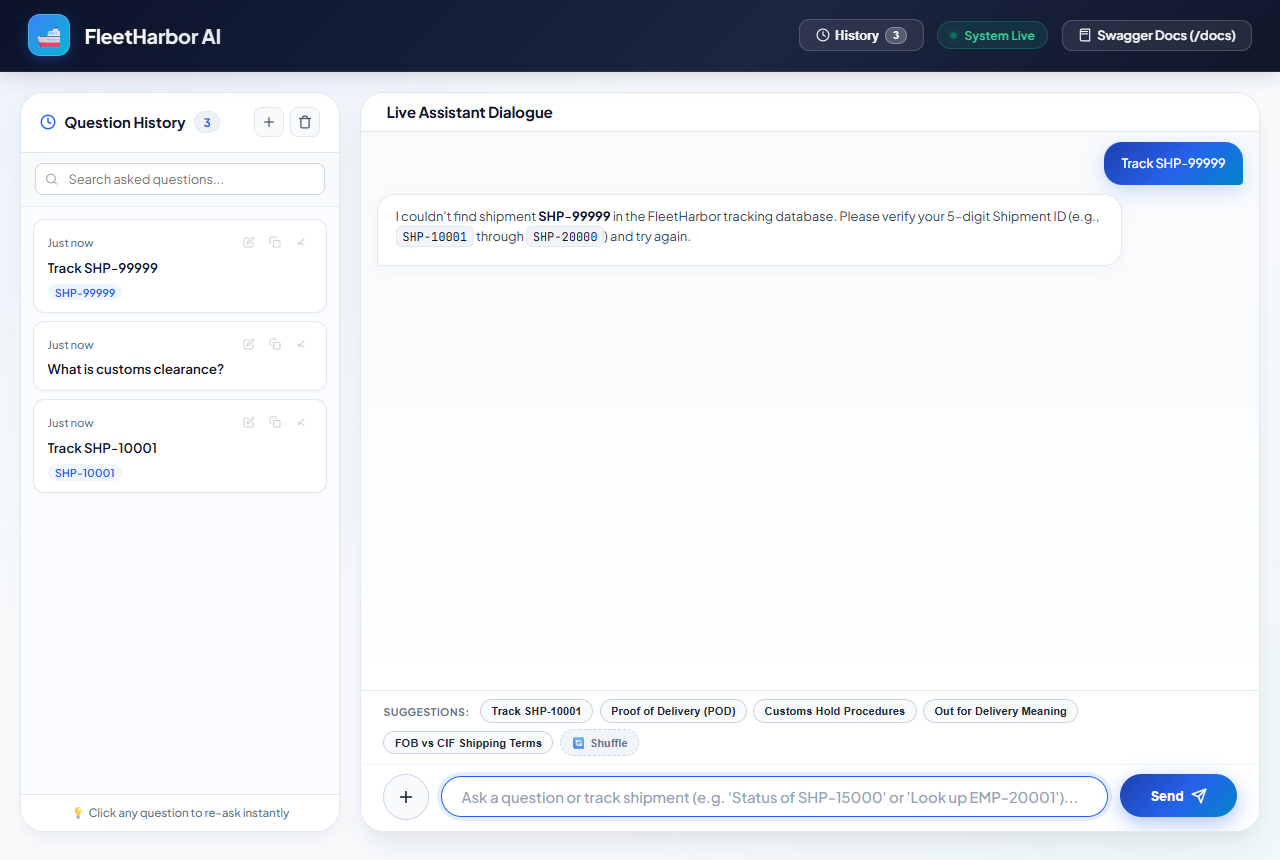 FleetHarbor AI
History 3
System Live
Swagger Docs (/docs)
Question History 3
Search asked questions...
Just now
Track SHP-99999
SHP-99999
Just now
What is customs clearance?
Just now
Track SHP-10001
SHP-10001
Click any question to re-ask instantly
Live Assistant Dialogue
Track SHP-99999
I couldn't find shipment SHP-99999 in the FleetHarbor tracking database. Please verify your 5-digit Shipment ID (e.g.,
SHP-10001 through SHP-20000 ) and try again.
SUGGESTIONS: Track SHP-10001 Proof of Delivery (POD) Customs Hold Procedures Out for Delivery Meaning
FOB vs CIF Shipping Terms Shuffle
Ask a question or track shipment (e.g. 'Status of SHP-15000' or 'Look up EMP-20001')...
Send